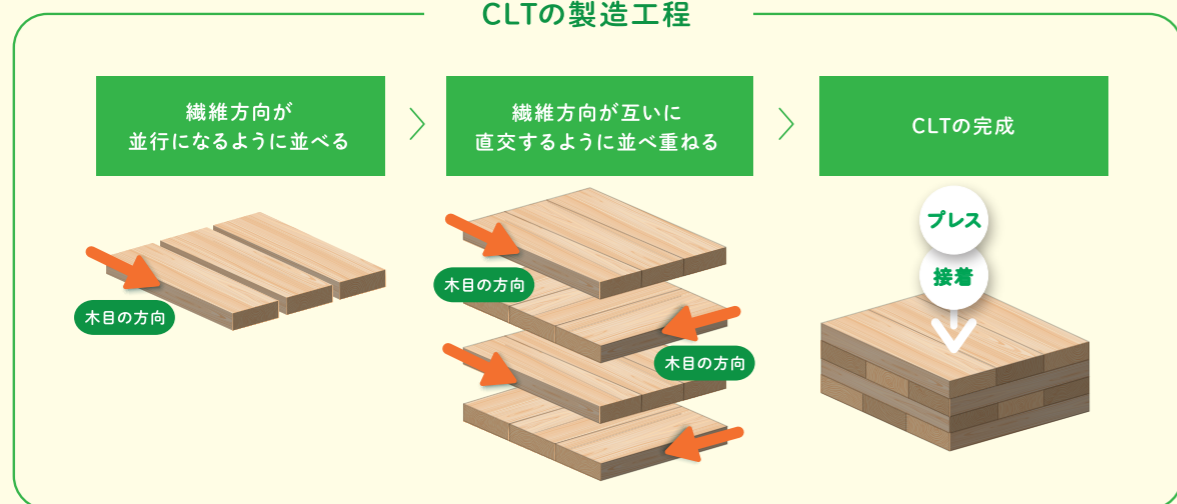 CLTの製造工程
繊維方向が
並行になるように並べる
繊維方向が互いに
直交するように並べ重ねる
CLTの完成
木目の方向
木目の方向
木目の方向
プレス
接着